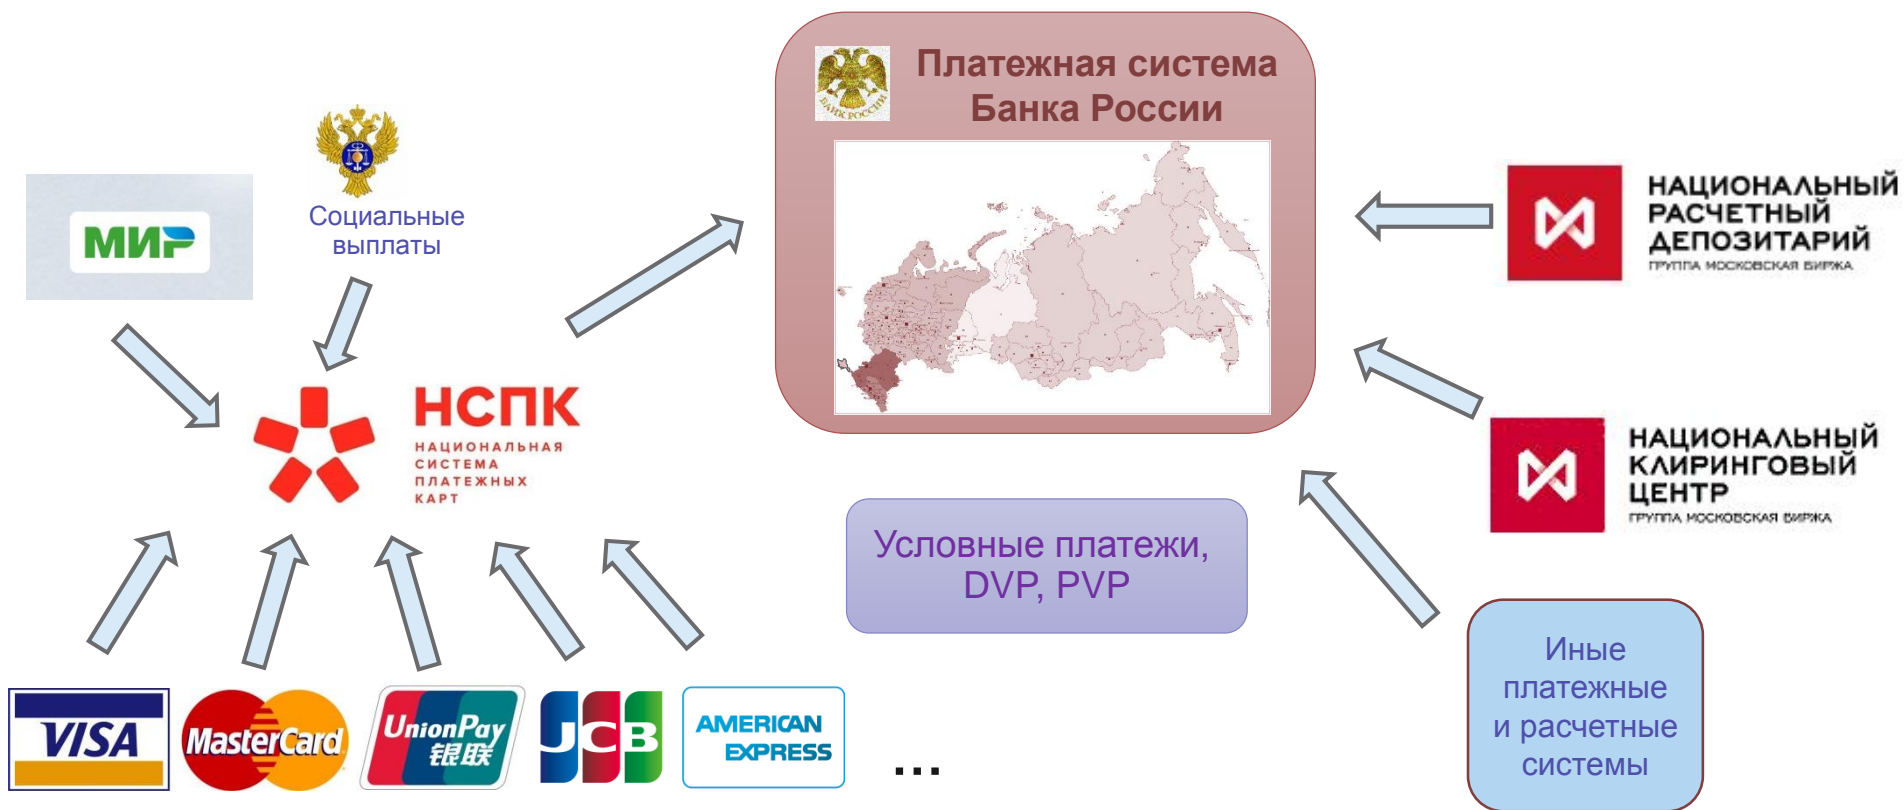 Платежная система
Банка России
БАНК РОССИИ
Социальные
выплаты
МИР
НСПК
НАЦИОНАЛЬНАЯ
СИСТЕМА
ПЛАТЕЖНЫХ
КАРТ
НАЦИОНАЛЬНЫЙ
РАСЧЕТНЫЙ
ДЕПОЗИТАРИЙ
ГРУППА МОСКОВСКАЯ БИРЖА
НАЦИОНАЛЬНЫЙ
КЛИРИНГОВЫЙ
ЦЕНТР
ГРУППА МОСКОВСКАЯ БИРЖА
Условные платежи,
DVP, PVP
Иные
платежные
и расчетные
системы
VISA
MasterCard
UnionPay
银联
JCB
AMERICAN
EXPRESS
...